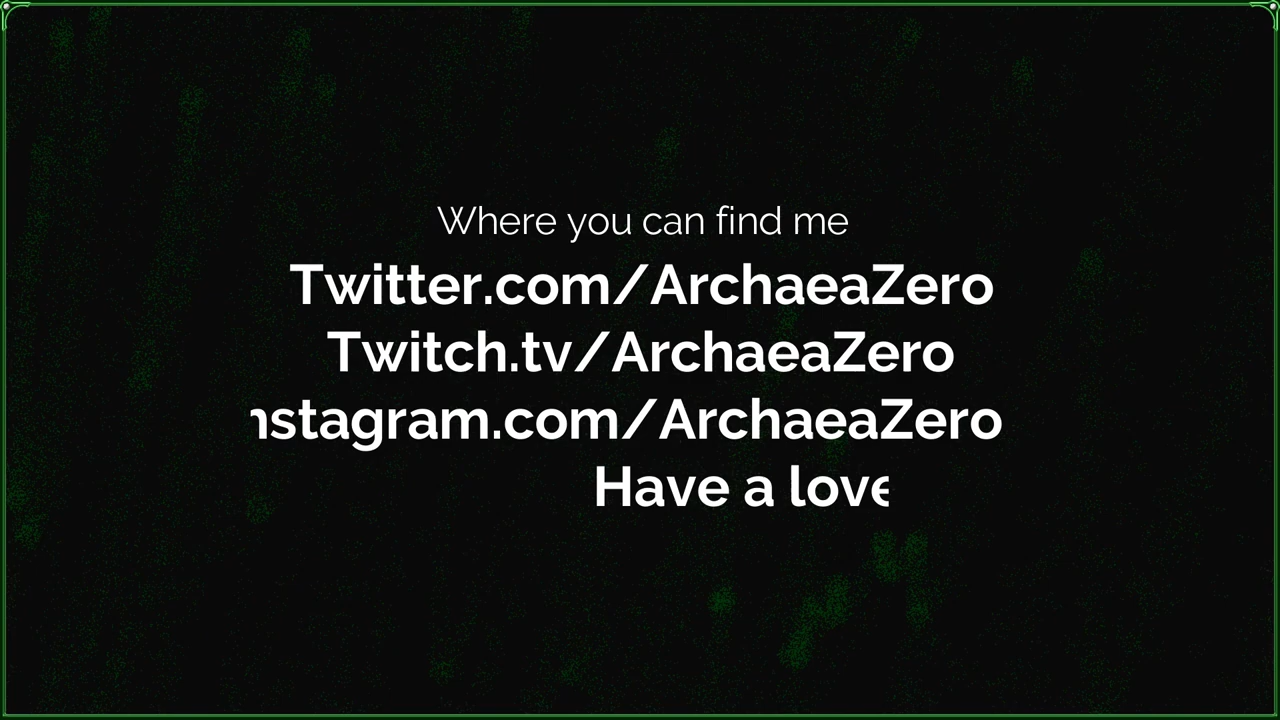 Where you can find me
Twitter.com/ArchaeaZero
Twitch.tv/ArchaeaZero
nstagram.com/ArchaeaZero
Have a love